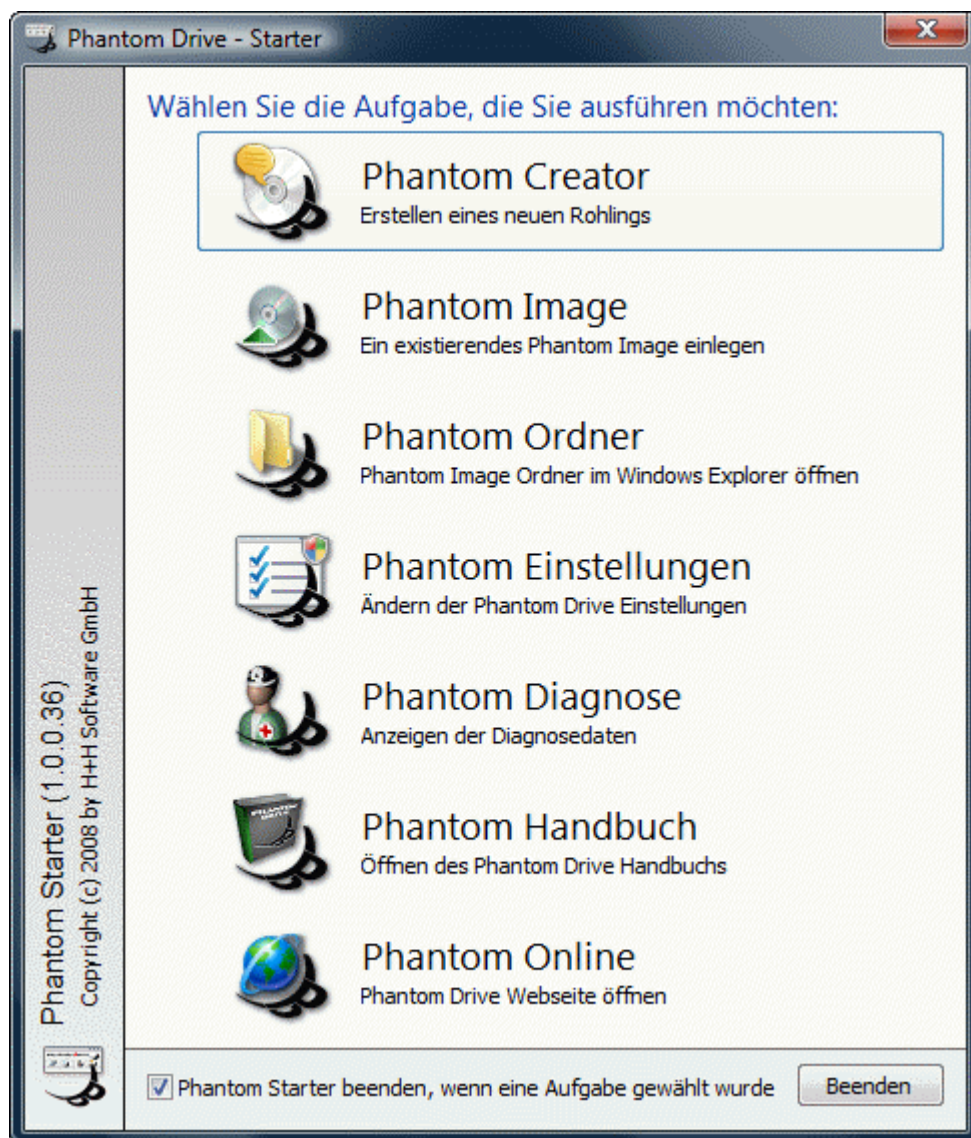 Phantom Drive - Starter
Wählen Sie die Aufgabe, die Sie ausführen möchten:
Phantom Creator
Erstellen eines neuen Rohlings
Phantom Image
Ein existierendes Phantom Image einlegen
Phantom Ordner
Phantom Image Ordner im Windows Explorer öffnen
Phantom Einstellungen
Ändern der Phantom Drive Einstellungen
Phantom Diagnose
Anzeigen der Diagnosedaten
Phantom Handbuch
Öffnen des Phantom Drive Handbuchs
Phantom Online
Phantom Drive Webseite öffnen
Phantom Starter (1.0.0.36)
Copyright (c) 2008 by H+H Software GmbH
Phantom Starter beenden, wenn eine Aufgabe gewählt wurde
Beenden